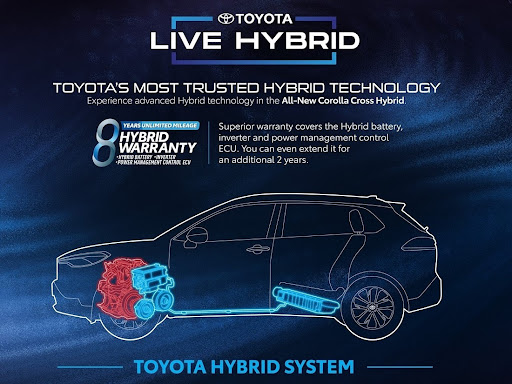 TOYOTA
LIVE HYBRID
TOYOTA'S MOST TRUSTED HYBRID TECHNOLOGY
Experience advanced Hybrid technology in the All-New Corolla Cross Hybrid.
8 YEARS UNLIMITED MILEAGE
HYBRID
WARRANTY
•HYBRID BATTERY •INVERTER
•POWER MANAGEMENT CONTROL ECU
Superior warranty covers the Hybrid battery,
inverter and power management control
ECU. You can even extend it for
an additional 2 years.
TOYOTA HYBRID SYSTEM